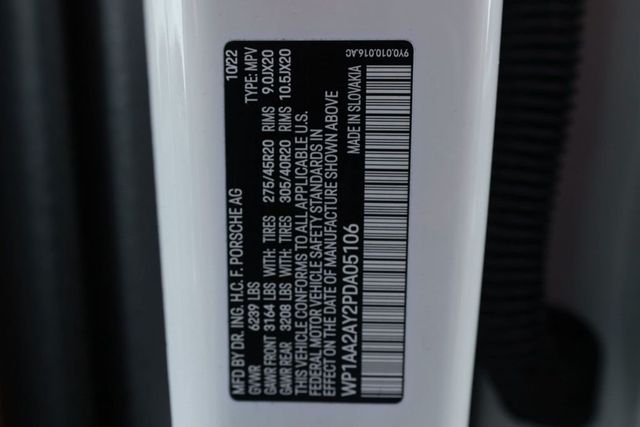 MFD BY DR. ING. H.C. F. PORSCHE AG 10/22
GVWR 6239 LBS TYPE: MPV
GAWR FRONT 3164 LBS WITH: TIRES 275/45R20 RIMS 9.0JX20
GAWR REAR 3208 LBS WITH: TIRES 305/40R20 RIMS 10.5JX20
THIS VEHICLE CONFORMS TO ALL APPLICABLE U.S.
FEDERAL MOTOR VEHICLE SAFETY STANDARDS IN
EFFECT ON THE DATE OF MANUFACTURE SHOWN ABOVE
WP1AA2AY2PDA05106 MADE IN SLOVAKIA
9Y0.010.016.AC